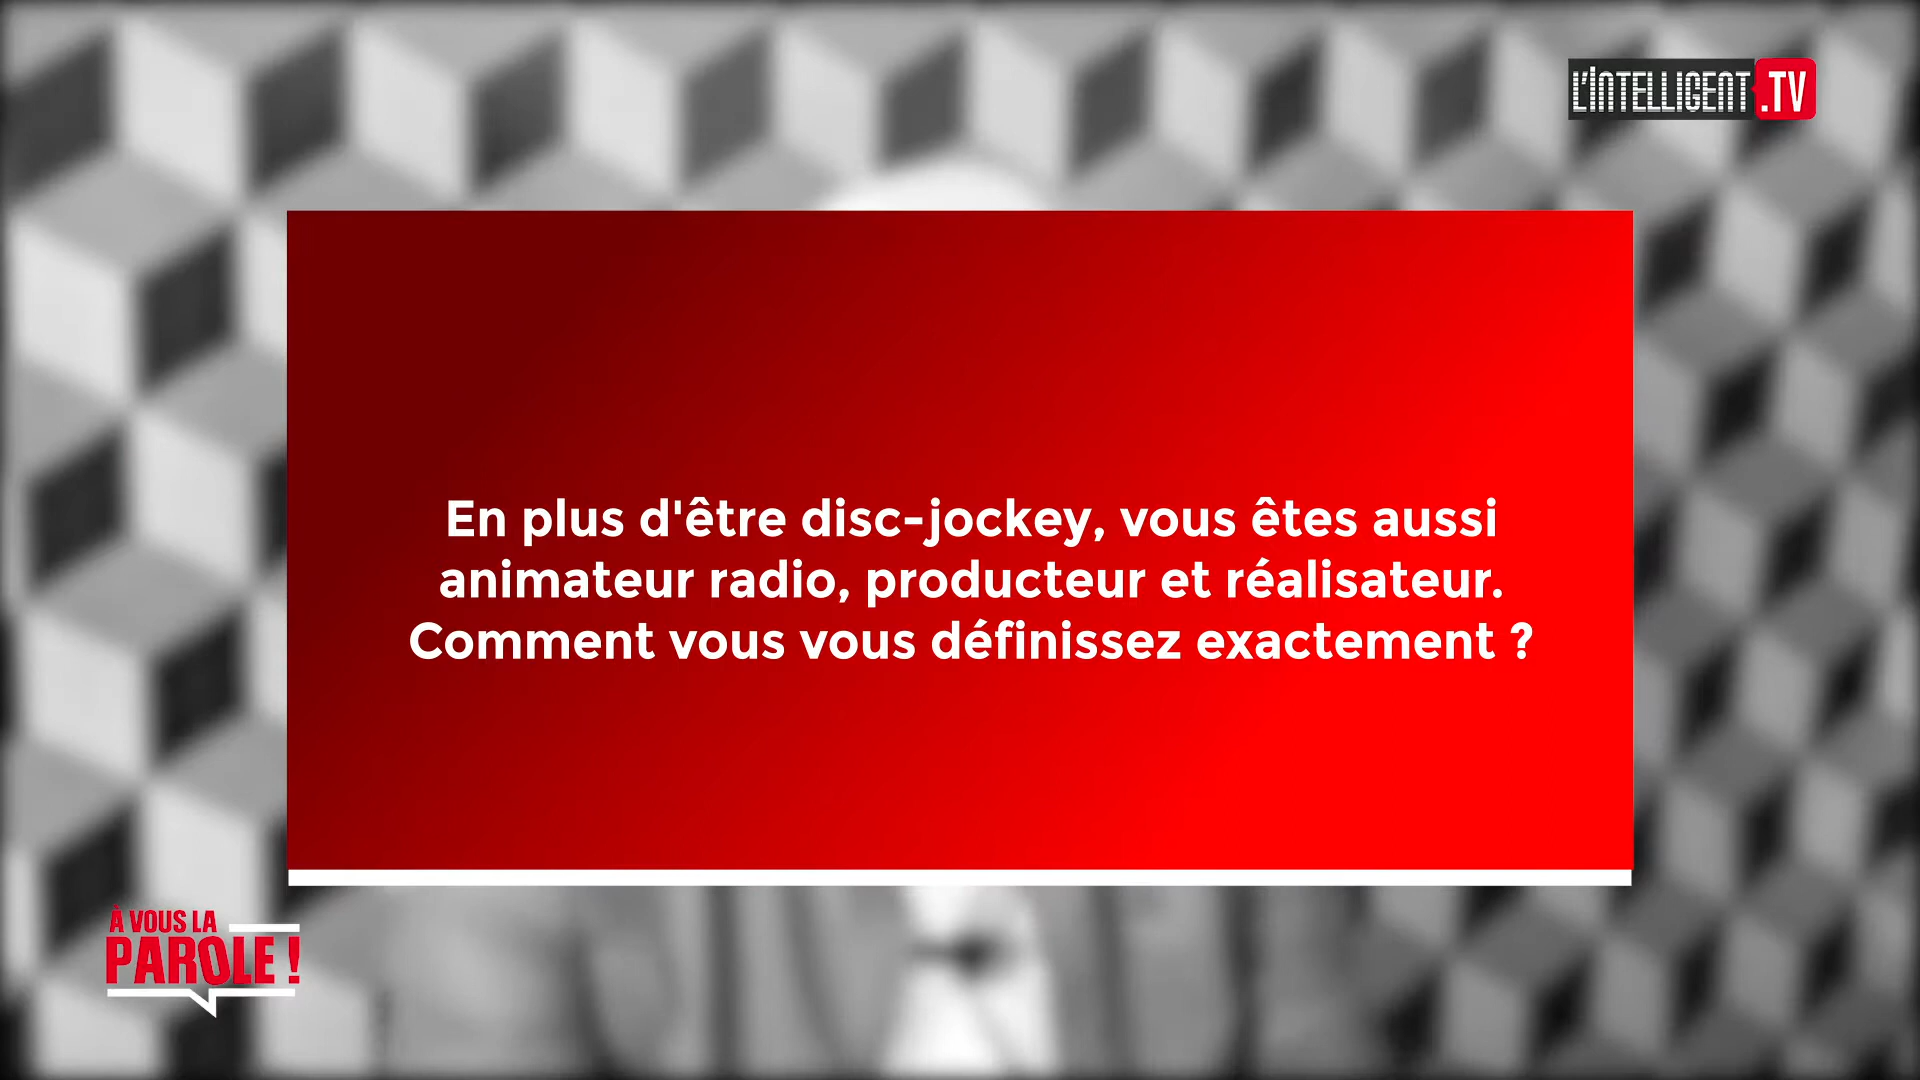 L'INTELLIGENT.TV
En plus d'être disc-jockey, vous êtes aussi
animateur radio, producteur et réalisateur.
Comment vous vous définissez exactement ?
À VOUS LA
PAROLE !